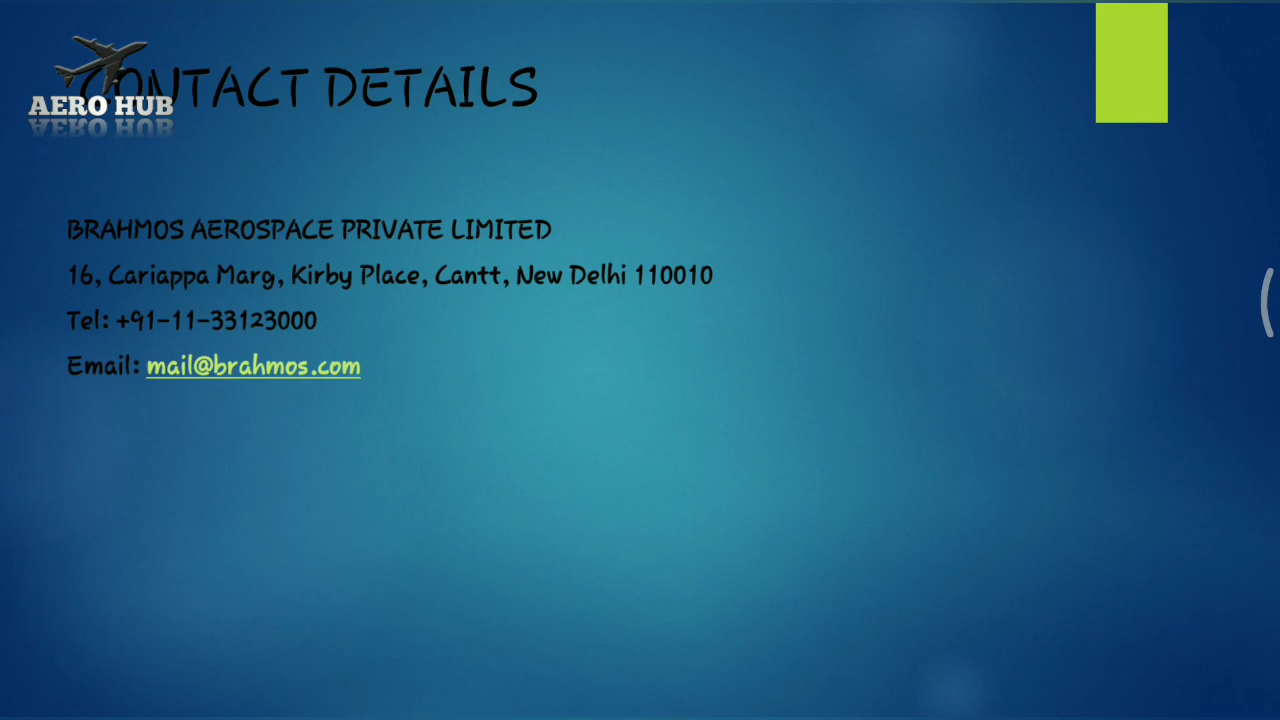 CONTACT DETAILS
AERO HUB
BRAHMOS AEROSPACE PRIVATE LIMITED
16, Cariappa Marg, Kirby Place, Cantt, New Delhi 110010
Tel: +91-11-33123000
Email: mail@brahmos.com